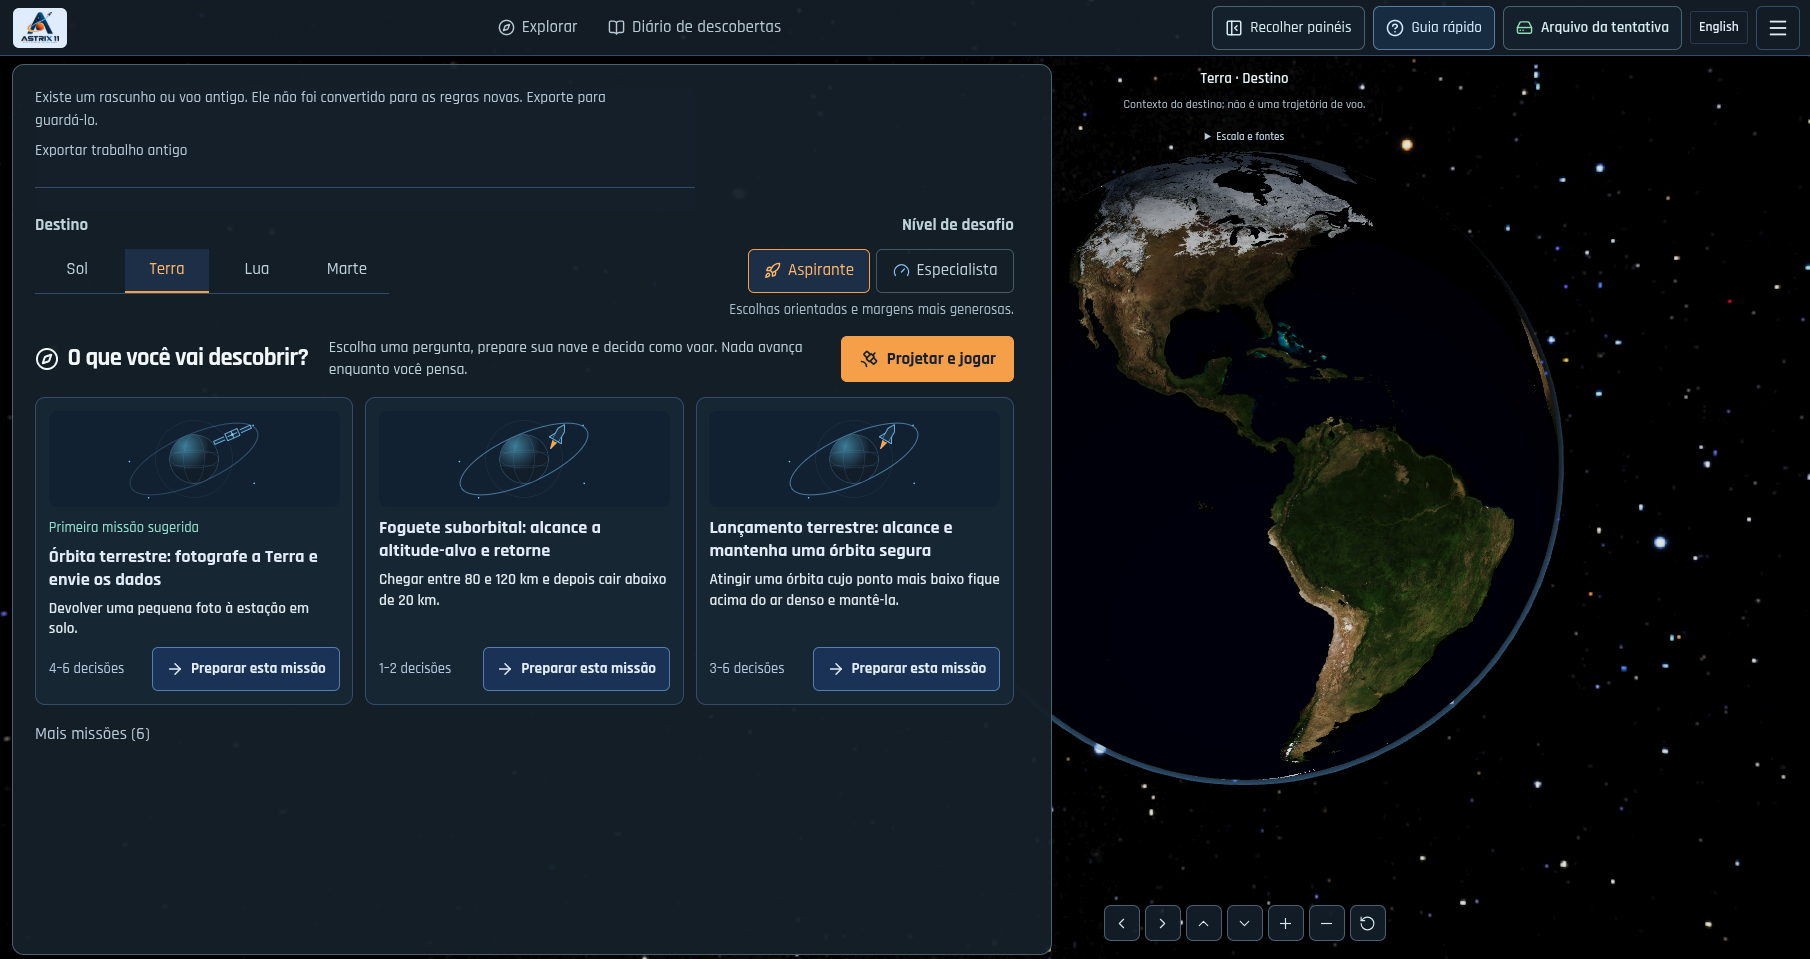 ASTRIX 11
Explorar
Diário de descobertas
Recolher painéis
Guia rápido
Arquivo da tentativa
English
Existe um rascunho ou voo antigo. Ele não foi convertido para as regras novas. Exporte para
guardá-lo.
Exportar trabalho antigo
Destino
Nível de desafio
Sol
Terra
Lua
Marte
Aspirante
Especialista
Escolhas orientadas e margens mais generosas.
O que você vai descobrir?
Escolha uma pergunta, prepare sua nave e decida como voar. Nada avança
enquanto você pensa.
Projetar e jogar
Primeira missão sugerida
Órbita terrestre: fotografe a Terra e
envie os dados
Devolver uma pequena foto à estação em
solo.
4–6 decisões
Preparar esta missão
Foguete suborbital: alcance a
altitude-alvo e retorne
Chegar entre 80 e 120 km e depois cair abaixo
de 20 km.
1–2 decisões
Preparar esta missão
Lançamento terrestre: alcance e
mantenha uma órbita segura
Atingir uma órbita cujo ponto mais baixo fique
acima do ar denso e mantê-la.
3–6 decisões
Preparar esta missão
Mais missões (6)
Terra · Destino
Contexto do destino; não é uma trajetória de voo.
Escala e fontes